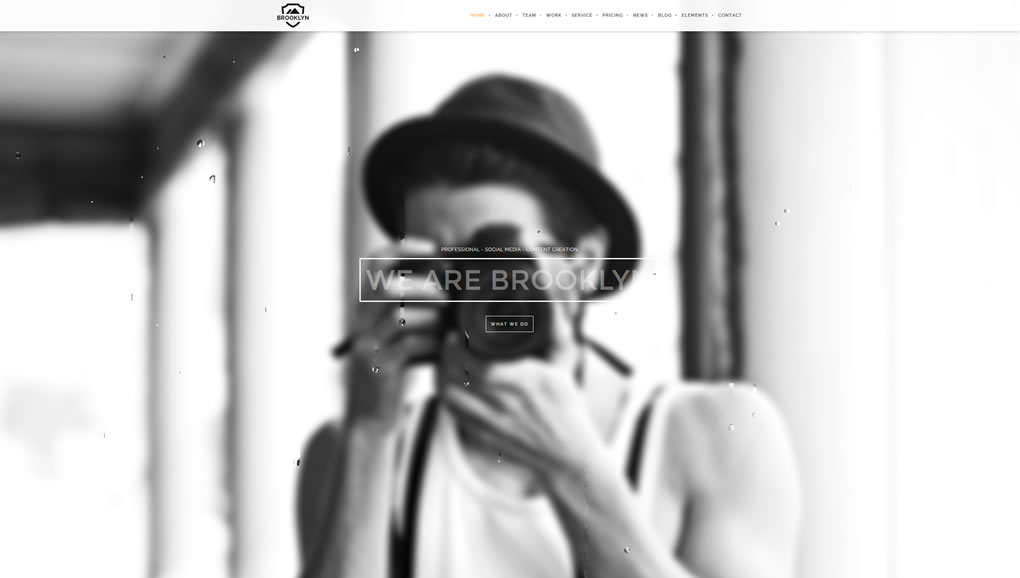 BROOKLYN
HOME • ABOUT • TEAM • WORK • SERVICE • PRICING • NEWS • BLOG • ELEMENTS • CONTACT
PROFESSIONAL - SOCIAL MEDIA - CONTENT CREATION
WE ARE BROOKLYN
WHAT WE DO